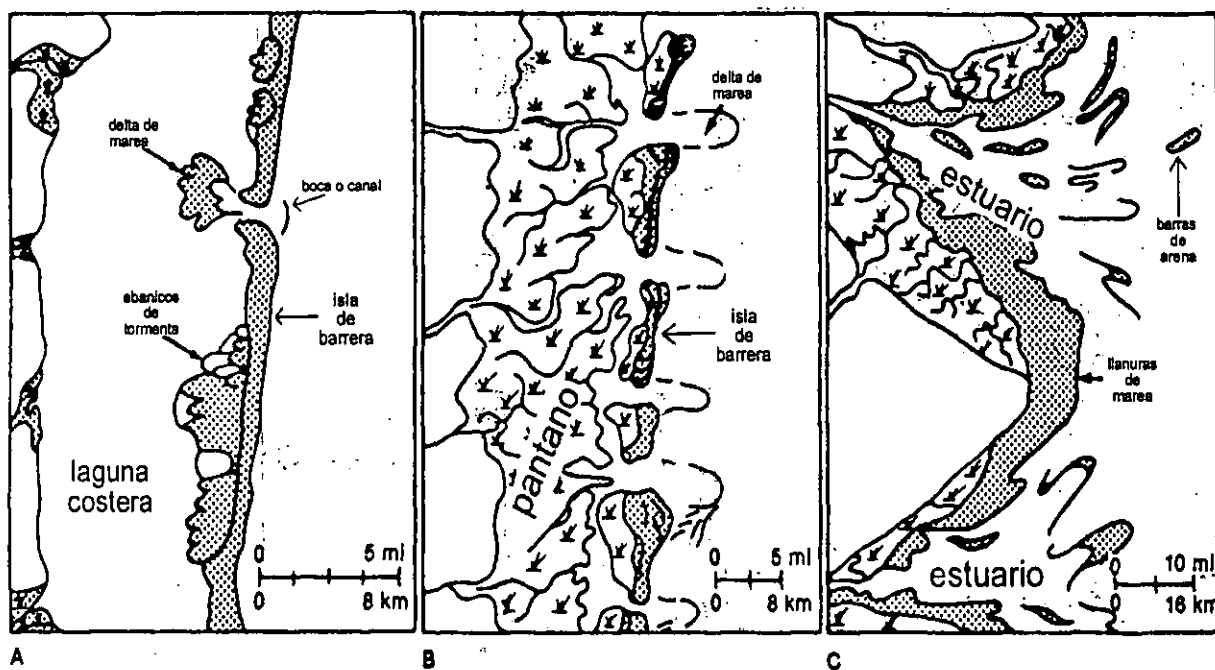 delta de
marea
boca o canal
abanicos
de
tormenta
isla
de
barrera
laguna
costera
0 5 mi
0 8 km
A
delta de
marea
isla
de
barrera
pantano
0 5 mi
0 8 km
B
estuario
barras
de
arena
llanuras
de
marea
estuario
0 10 mi
0 16 km
C